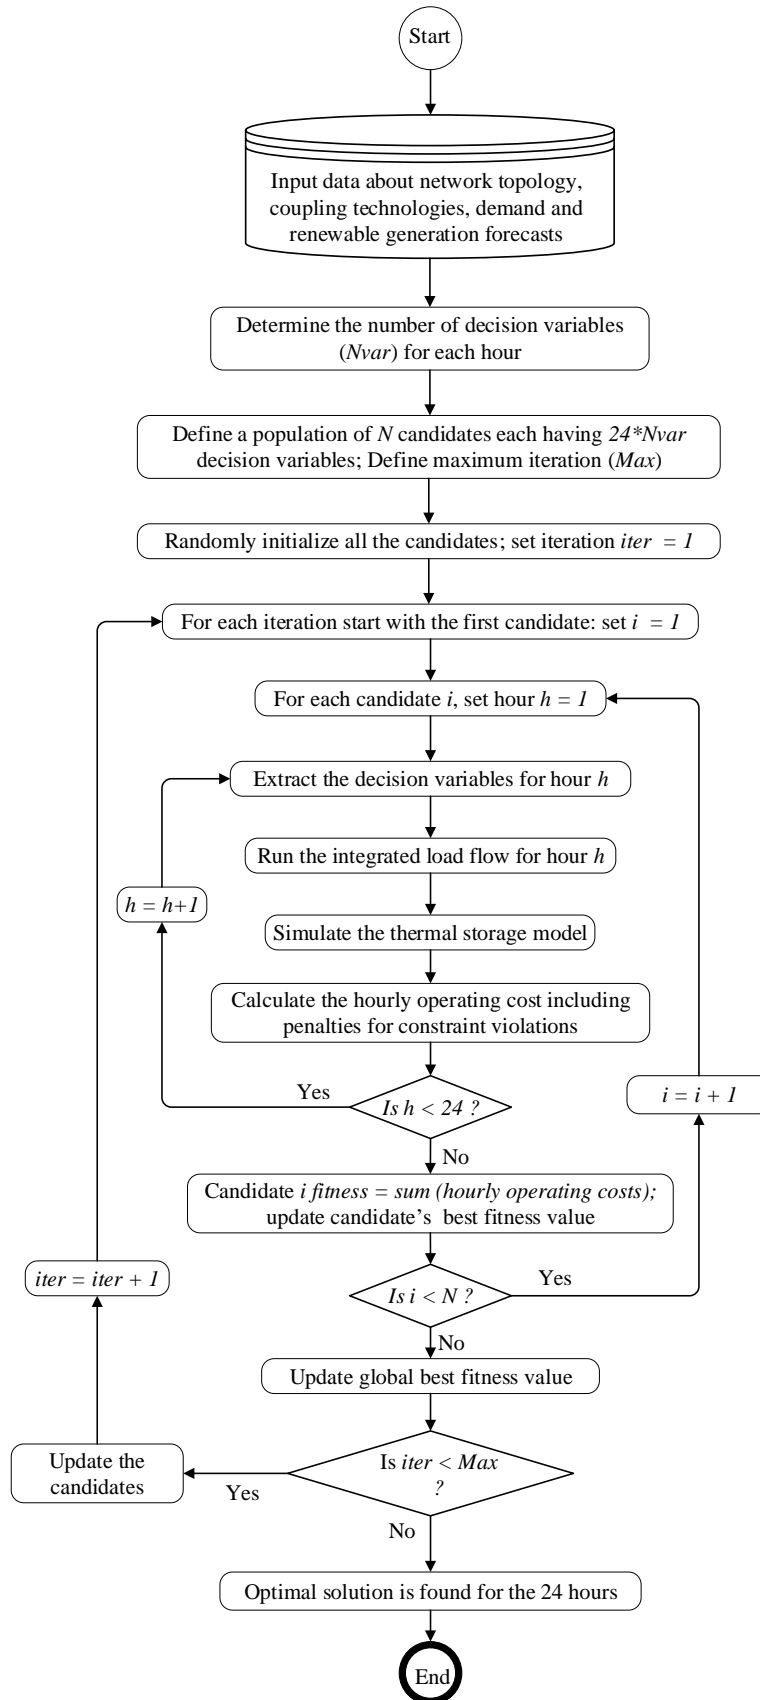 Start
Input data about network topology,
coupling technologies, demand and
renewable generation forecasts
Determine the number of decision variables
(Nvar) for each hour
Define a population of N candidates each having 24*Nvar
decision variables; Define maximum iteration (Max)
Randomly initialize all the candidates; set iteration iter = 1
For each iteration start with the first candidate: set i = 1
For each candidate i, set hour h = 1
Extract the decision variables for hour h
Run the integrated load flow for hour h
h = h+1
Simulate the thermal storage model
Calculate the hourly operating cost including
penalties for constraint violations
Yes
Is h < 24 ?
i = i + 1
No
Candidate i fitness = sum (hourly operating costs);
update candidate's best fitness value
iter = iter + 1
Yes
Is i < N ?
No
Update global best fitness value
Is iter < Max
?
Update the
candidates
Yes
No
Optimal solution is found for the 24 hours
End